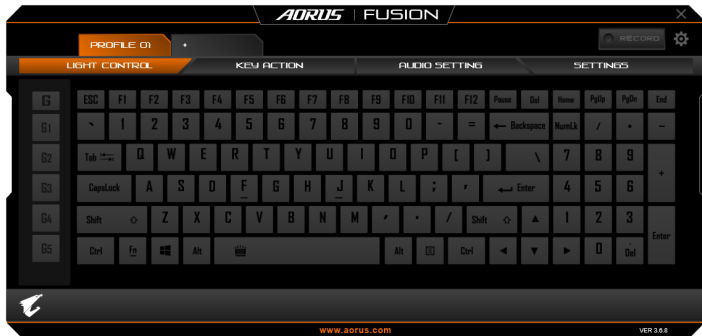 AORUS | FUSION
PROFILE 01 +
RECORD
LIGHT CONTROL KEY ACTION AUDIO SETTING SETTINGS
G ESC F1 F2 F3 F4 F5 F6 F7 F8 F9 F10 F11 F12 Pause Del Home PgUp PgDn End
G1 ` 1 2 3 4 5 6 7 8 9 0 - = ← Backspace NumLk / * -
G2 Tab Q W E R T Y U I O P [ ] \ 7 8 9 +
G3 CapsLock A S D F G H J K L ; ' Enter 4 5 6
G4 Shift Z X C V B N M , . / Shift 1 2 3 Enter
G5 Ctrl Fn Alt Alt Ctrl 0 . Del
www.aorus.com
VER 3.6.8